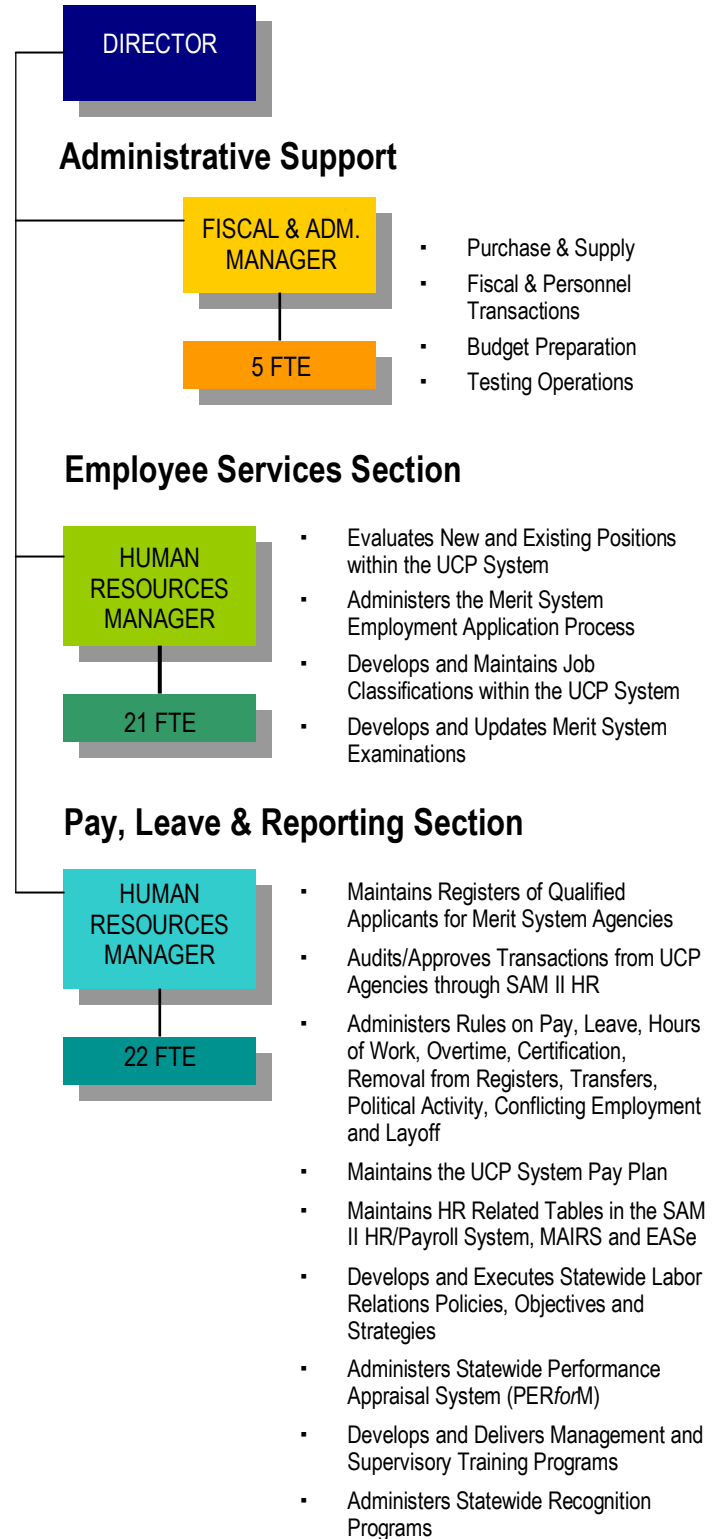 DIRECTOR
Administrative Support
FISCAL & ADM.
MANAGER
5 FTE
▪ Purchase & Supply
▪ Fiscal & Personnel
Transactions
▪ Budget Preparation
▪ Testing Operations
Employee Services Section
HUMAN
RESOURCES
MANAGER
21 FTE
▪ Evaluates New and Existing Positions
within the UCP System
▪ Administers the Merit System
Employment Application Process
▪ Develops and Maintains Job
Classifications within the UCP System
▪ Develops and Updates Merit System
Examinations
Pay, Leave & Reporting Section
HUMAN
RESOURCES
MANAGER
22 FTE
▪ Maintains Registers of Qualified
Applicants for Merit System Agencies
▪ Audits/Approves Transactions from UCP
Agencies through SAM II HR
▪ Administers Rules on Pay, Leave, Hours
of Work, Overtime, Certification,
Removal from Registers, Transfers,
Political Activity, Conflicting Employment
and Layoff
▪ Maintains the UCP System Pay Plan
▪ Maintains HR Related Tables in the SAM
II HR/Payroll System, MAIRS and EASe
▪ Develops and Executes Statewide Labor
Relations Policies, Objectives and
Strategies
▪ Administers Statewide Performance
Appraisal System (PERforM)
▪ Develops and Delivers Management and
Supervisory Training Programs
▪ Administers Statewide Recognition
Programs